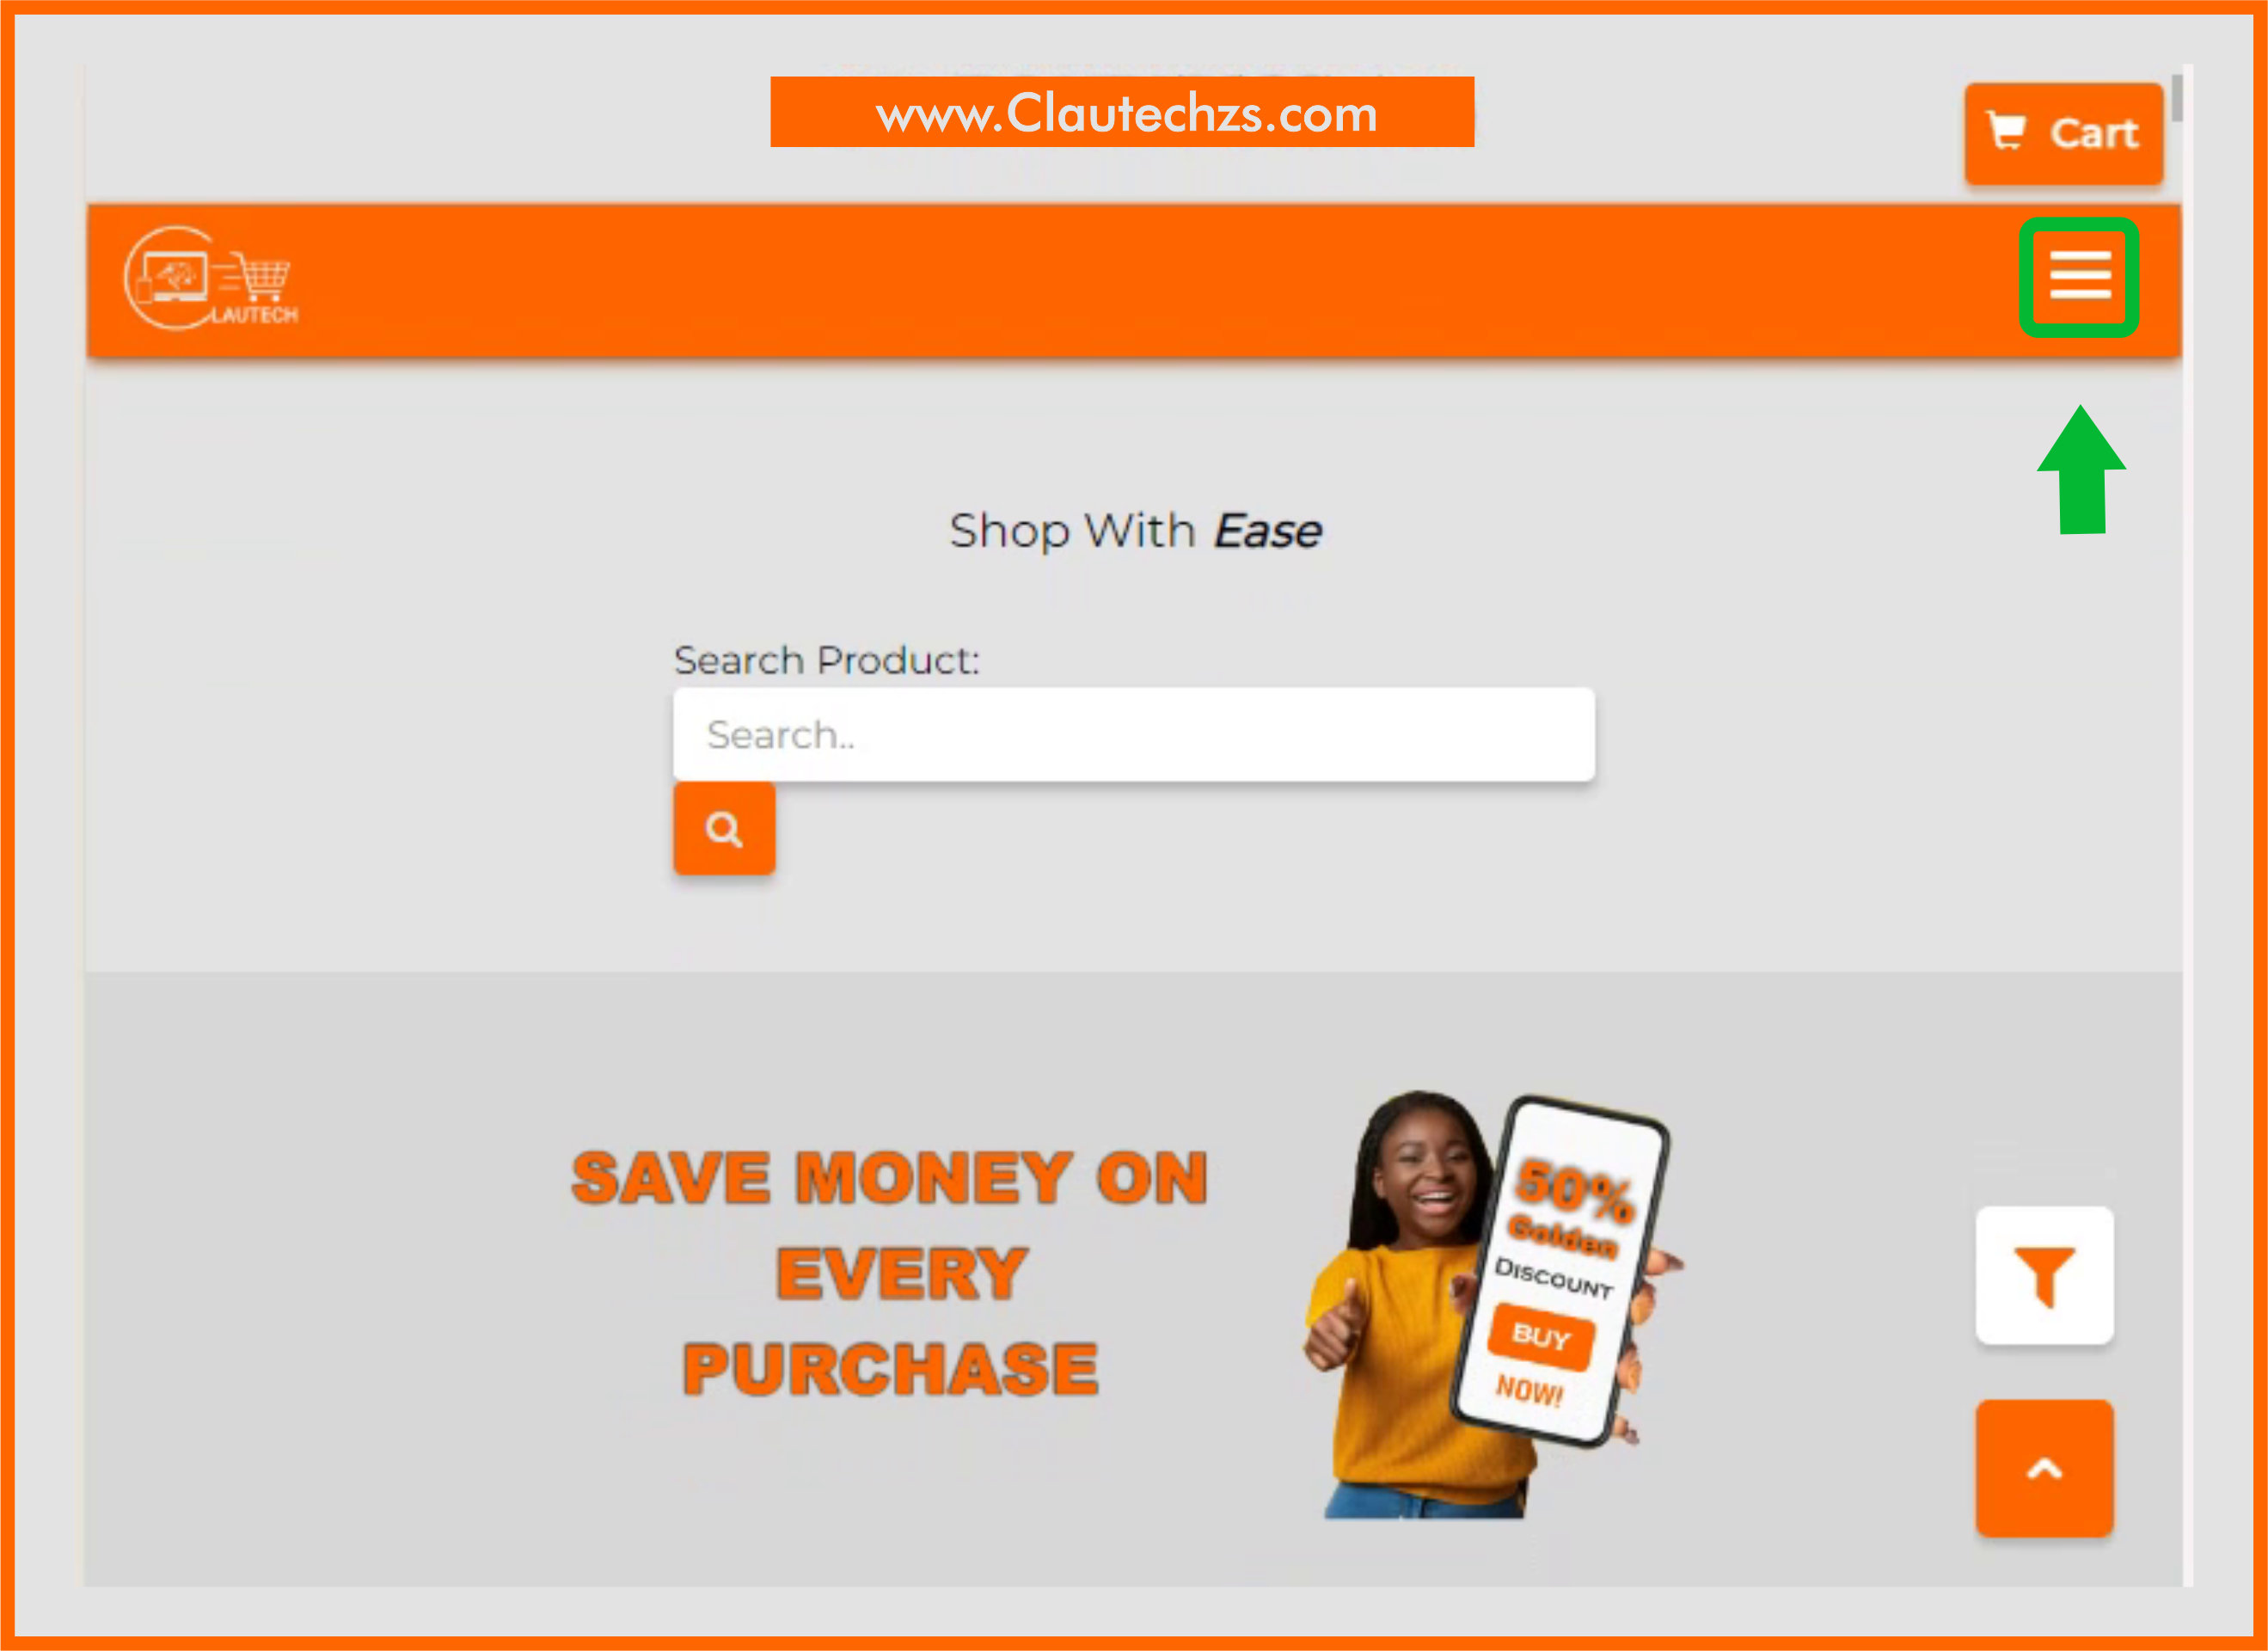 www.Clautechzs.com
Cart
LAUTECH
Shop With Ease
Search Product:
Search..
SAVE MONEY ON
EVERY
PURCHASE
50%
Golden
DISCOUNT
BUY
NOW!